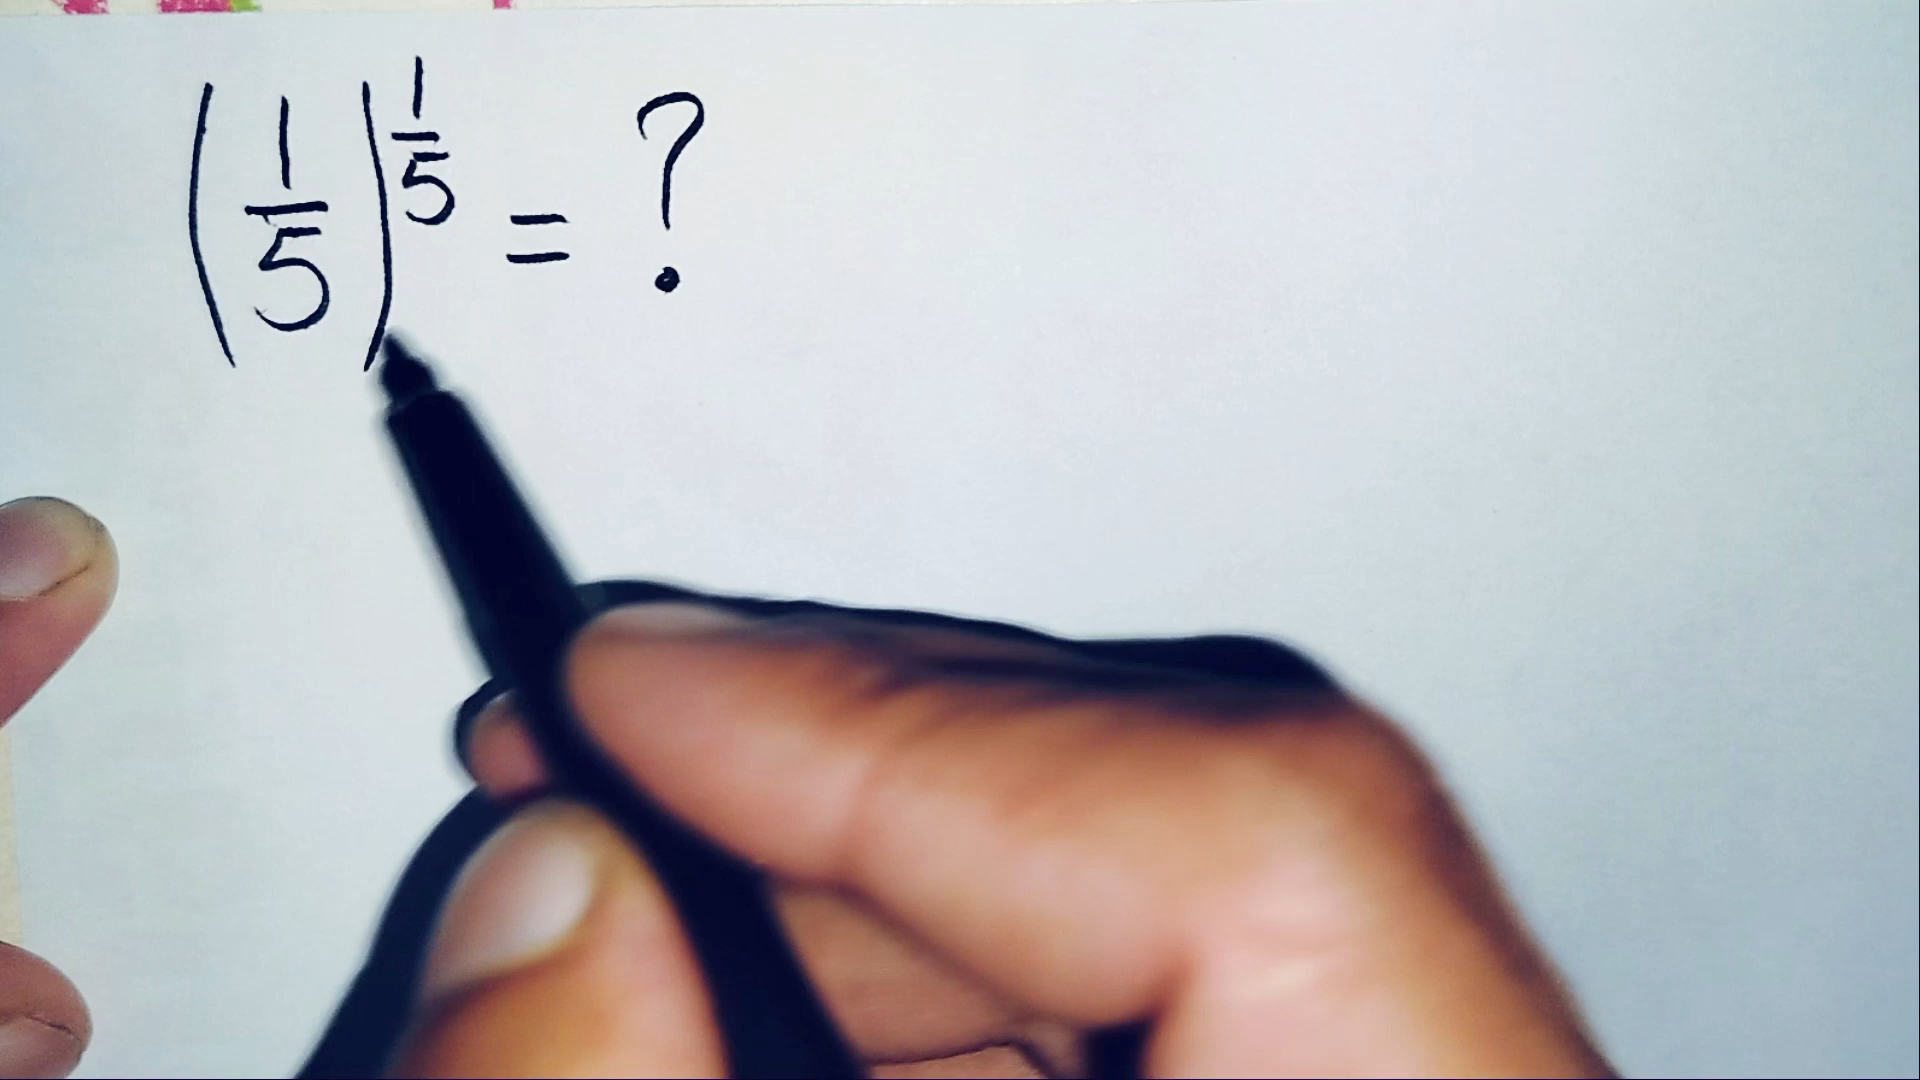 (1/5)^(1/5) = ?